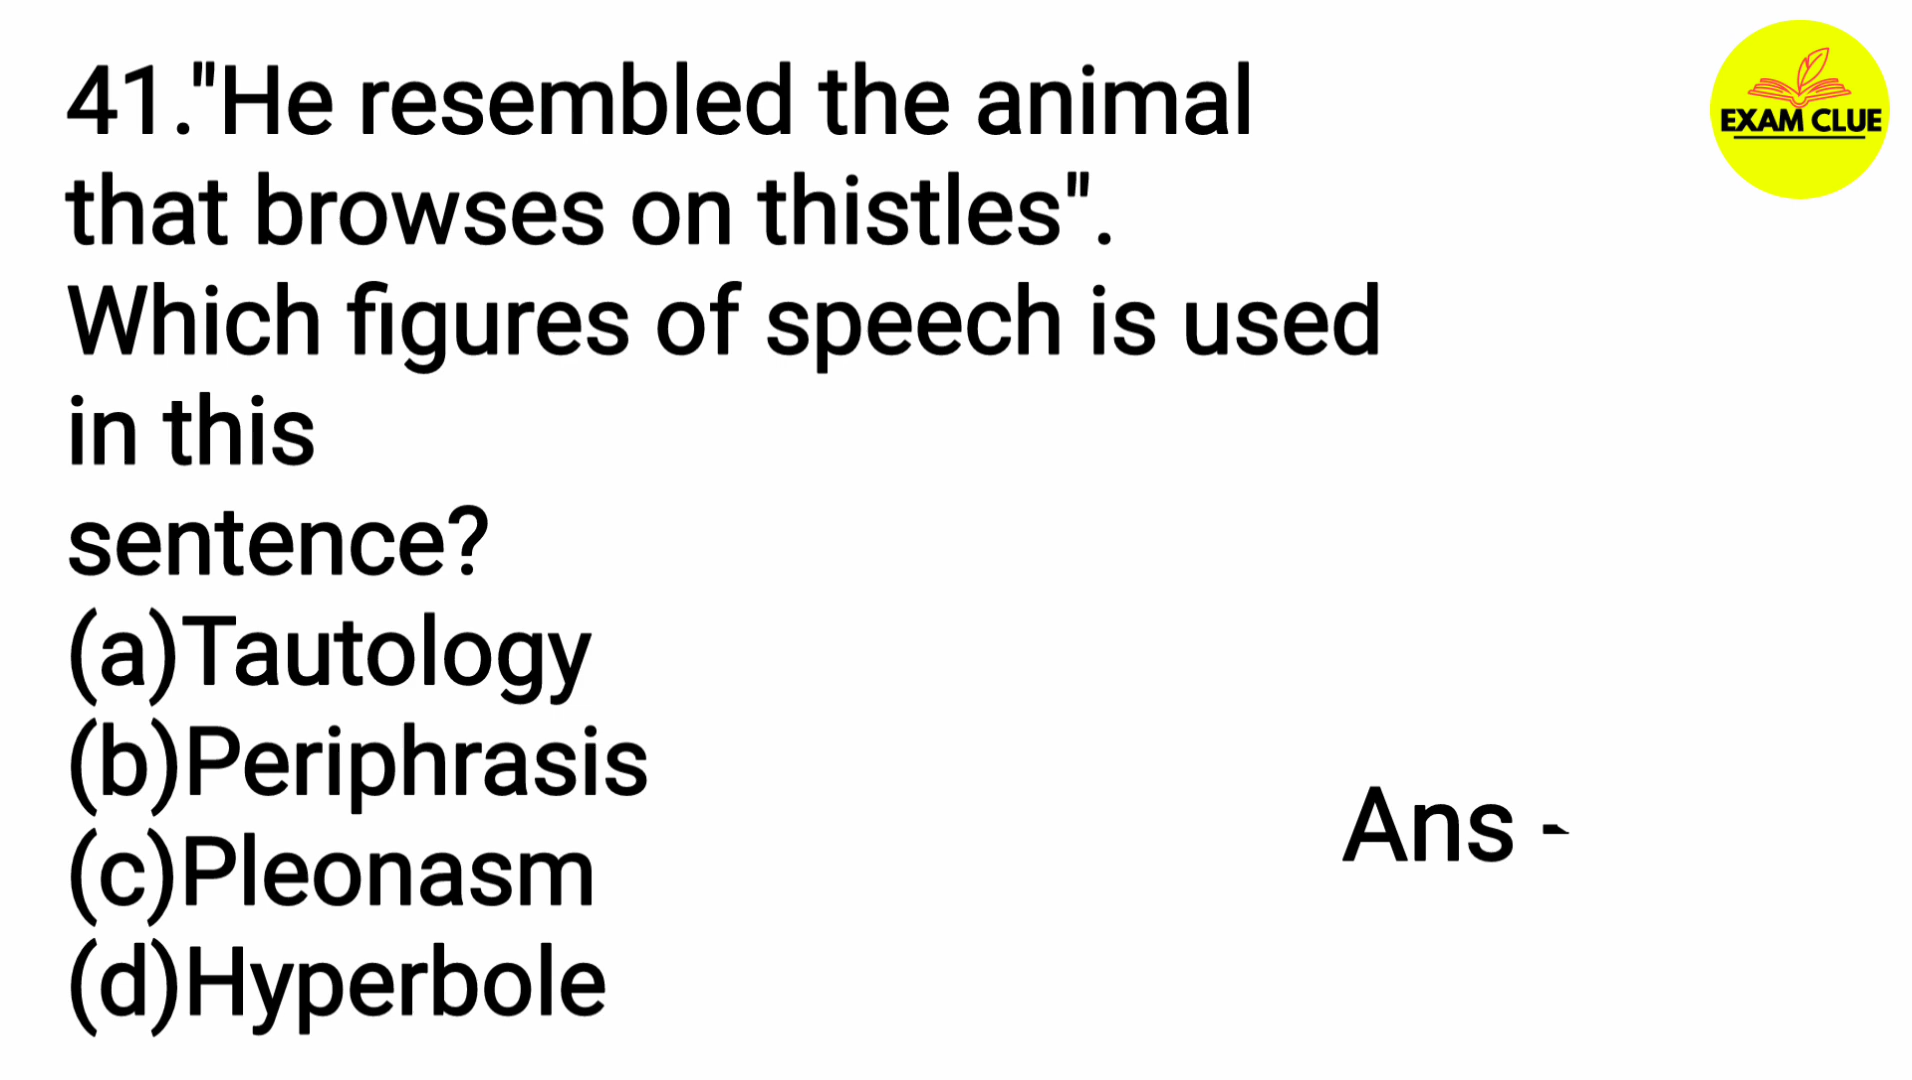 41."He resembled the animal
that browses on thistles".
Which figures of speech is used
in this
sentence?
(a)Tautology
(b)Periphrasis
(c)Pleonasm
(d)Hyperbole
Ans -
EXAM CLUE